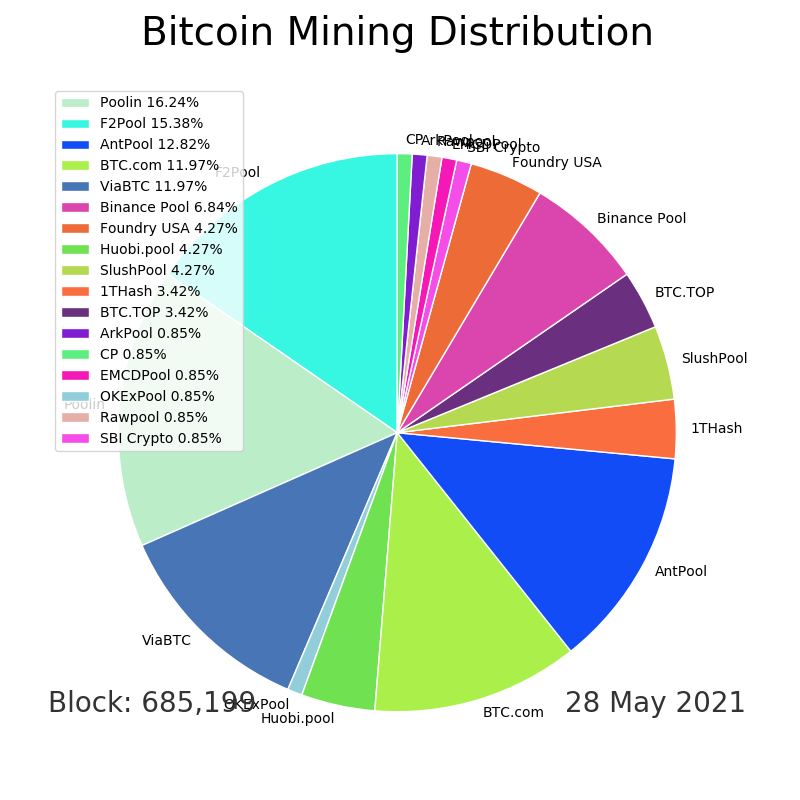 Bitcoin Mining Distribution
Poolin 16.24%
F2Pool 15.38%
AntPool 12.82%
BTC.com 11.97%
ViaBTC 11.97%
Binance Pool 6.84%
Foundry USA 4.27%
Huobi.pool 4.27%
SlushPool 4.27%
1THash 3.42%
BTC.TOP 3.42%
ArkPool 0.85%
CP 0.85%
EMCDPool 0.85%
OKExPool 0.85%
Rawpool 0.85%
SBI Crypto 0.85%
CP
ArkPool
Rawpool
EMCDPool
SBI Crypto
Foundry USA
Binance Pool
BTC.TOP
SlushPool
1THash
AntPool
BTC.com
Huobi.pool
OKExPool
ViaBTC
Poolin
F2Pool
Block: 685,199
28 May 2021